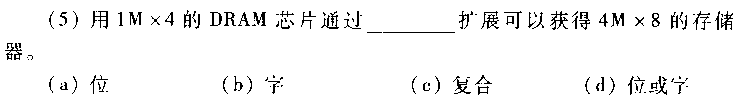 (5) 用 1M ×4 的 DRAM 芯片通过________扩展可以获得 4M ×8 的存储
器。
(a) 位 (b) 字 (c) 复合 (d) 位或字